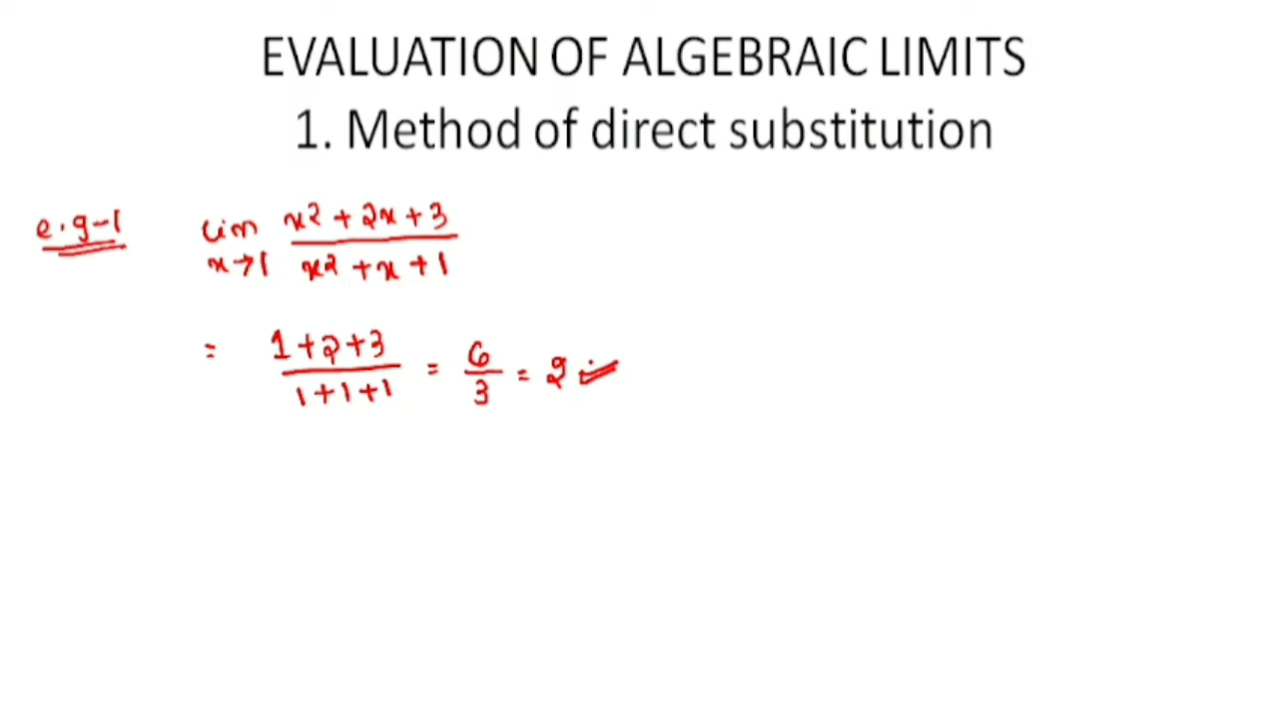 EVALUATION OF ALGEBRAIC LIMITS
1. Method of direct substitution
e.g-1 lim x→1 (x² + 2x + 3)/(x² + x + 1)
= (1+2+3)/(1+1+1) = 6/3 = 2